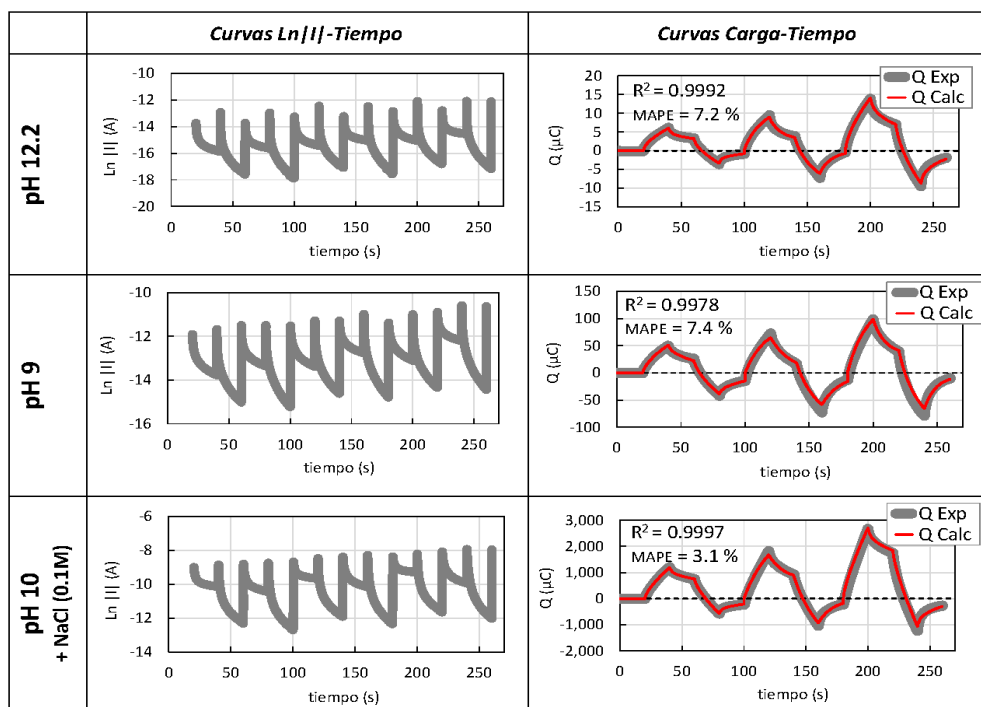 Curvas Ln|I|-Tiempo
Curvas Carga-Tiempo
pH 12.2
Ln |I| (A)
-10
-12
-14
-16
-18
-20
0 50 100 150 200 250
tiempo (s)
Q (µC)
20
15
10
5
0
-5
-10
-15
R² = 0.9992
MAPE = 7.2 %
Q Exp
Q Calc
0 50 100 150 200 250
tiempo (s)
pH 9
Ln |I| (A)
-10
-12
-14
-16
0 50 100 150 200 250
tiempo (s)
Q (µC)
150
100
50
0
-50
-100
R² = 0.9978
MAPE = 7.4 %
Q Exp
Q Calc
0 50 100 150 200 250
tiempo (s)
pH 10
+ NaCl (0.1M)
Ln |I| (A)
-6
-8
-10
-12
-14
0 50 100 150 200 250
tiempo (s)
Q (µC)
3,000
2,000
1,000
0
-1,000
-2,000
R² = 0.9997
MAPE = 3.1 %
Q Exp
Q Calc
0 50 100 150 200 250
tiempo (s)